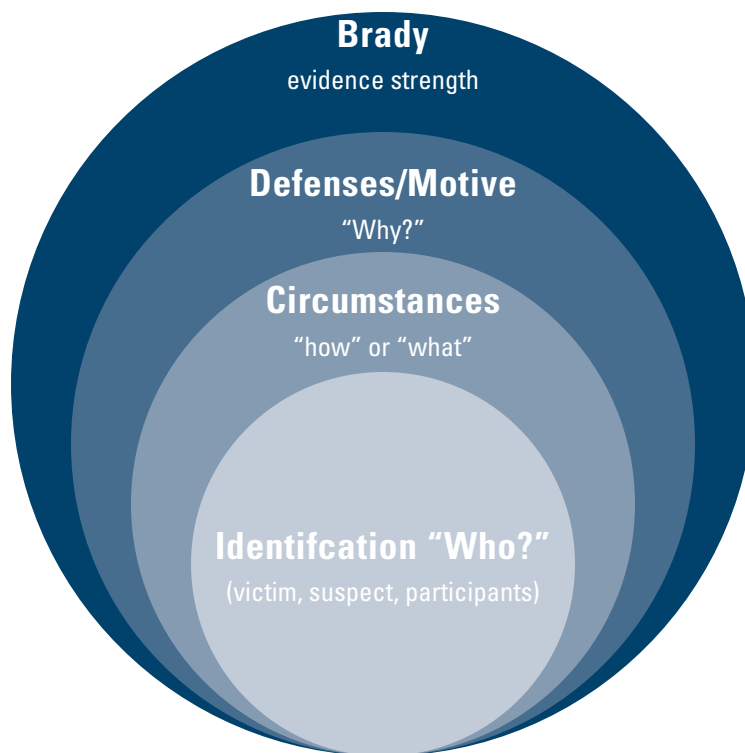 Brady
evidence strength
Defenses/Motive
“Why?”
Circumstances
“how” or “what”
Identifcation “Who?”
(victim, suspect, participants)